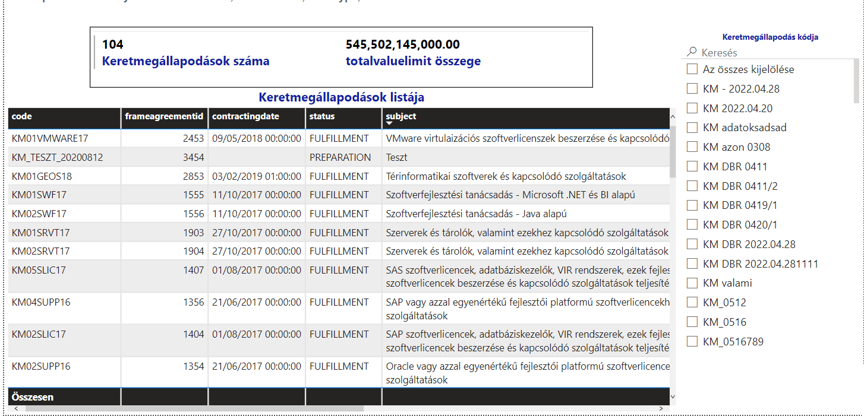 104
545,502,145,000.00
Keretmegállapodások száma
totalvaluelimit összege
Keretmegállapodások listája
code frameagreementid contractingdate status subject
KM01VMWARE17 2453 09/05/2018 00:00:00 FULFILLMENT VMware virtulaizációs szoftverlicenszek beszerzése és kapcsolódó
KM_TESZT_20200812 3454 PREPARATION Teszt
KM01GEOS18 2853 03/02/2019 01:00:00 FULFILLMENT Térinformatikai szoftverek és kapcsolódó szolgáltatások
KM01SWF17 1555 11/10/2017 00:00:00 FULFILLMENT Szoftverfejlesztési tanácsadás - Microsoft .NET és BI alapú
KM02SWF17 1556 11/10/2017 00:00:00 FULFILLMENT Szoftverfejlesztési tanácsadás - Java alapú
KM01SRVT17 1903 27/10/2017 00:00:00 FULFILLMENT Szerverek és tárolók, valamint ezekhez kapcsolódó szolgáltatások
KM02SRVT17 1904 27/10/2017 00:00:00 FULFILLMENT Szerverek és tárolók, valamint ezekhez kapcsolódó szolgáltatások
KM05SLIC17 1407 01/08/2017 00:00:00 FULFILLMENT SAS szoftverlicencek, adatbáziskezelők, VIR rendszerek, ezek fejles
szoftverlicencek beszerzése és kapcsolódó szolgáltatások teljesíté
KM04SUPP16 1356 21/06/2017 00:00:00 FULFILLMENT SAP vagy azzal egyenértékű fejlesztői platformú szoftverlicencekh
szolgáltatások
KM02SLIC17 1404 01/08/2017 00:00:00 FULFILLMENT SAP szoftverlicencek, adatbáziskezelők, VIR rendszerek, ezek fejles
szoftverlicencek beszerzése és kapcsolódó szolgáltatások teljesíté
KM02SUPP16 1354 21/06/2017 00:00:00 FULFILLMENT Oracle vagy azzal egyenértékű fejlesztői platformú szoftverlicence
szolgáltatások
Összesen
Keretmegállapodás kódja
Keresés
Az összes kijelölése
KM - 2022.04.28
KM 2022.04.20
KM adatoksadsad
KM azon 0308
KM DBR 0411
KM DBR 0411/2
KM DBR 0419/1
KM DBR 0420/1
KM DBR 2022.04.28
KM DBR 2022.04.281111
KM valami
KM_0512
KM_0516
KM_0516789